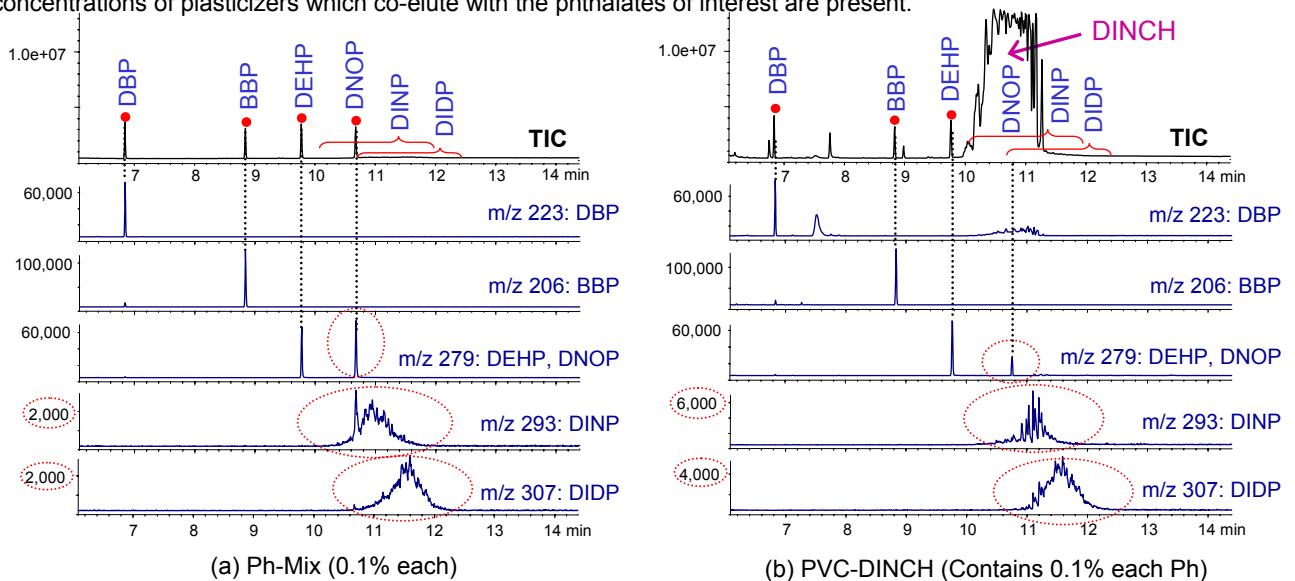 concentrations of plasticizers which co-elute with the phthalates of interest are present.
1.0e+07
DBP
BBP
DEHP
DNOP
DINP
DIDP
TIC
7 8 9 10 11 12 13 14 min
60,000
m/z 223: DBP
100,000
m/z 206: BBP
60,000
m/z 279: DEHP, DNOP
2,000
m/z 293: DINP
2,000
m/z 307: DIDP
7 8 9 10 11 12 13 14 min
(a) Ph-Mix (0.1% each)
1.0e+07
DBP
BBP
DEHP
DINCH
DNOP
DINP
DIDP
TIC
7 8 9 10 11 12 13 14 min
60,000
m/z 223: DBP
100,000
m/z 206: BBP
60,000
m/z 279: DEHP, DNOP
6,000
m/z 293: DINP
4,000
m/z 307: DIDP
7 8 9 10 11 12 13 14 min
(b) PVC-DINCH (Contains 0.1% each Ph)